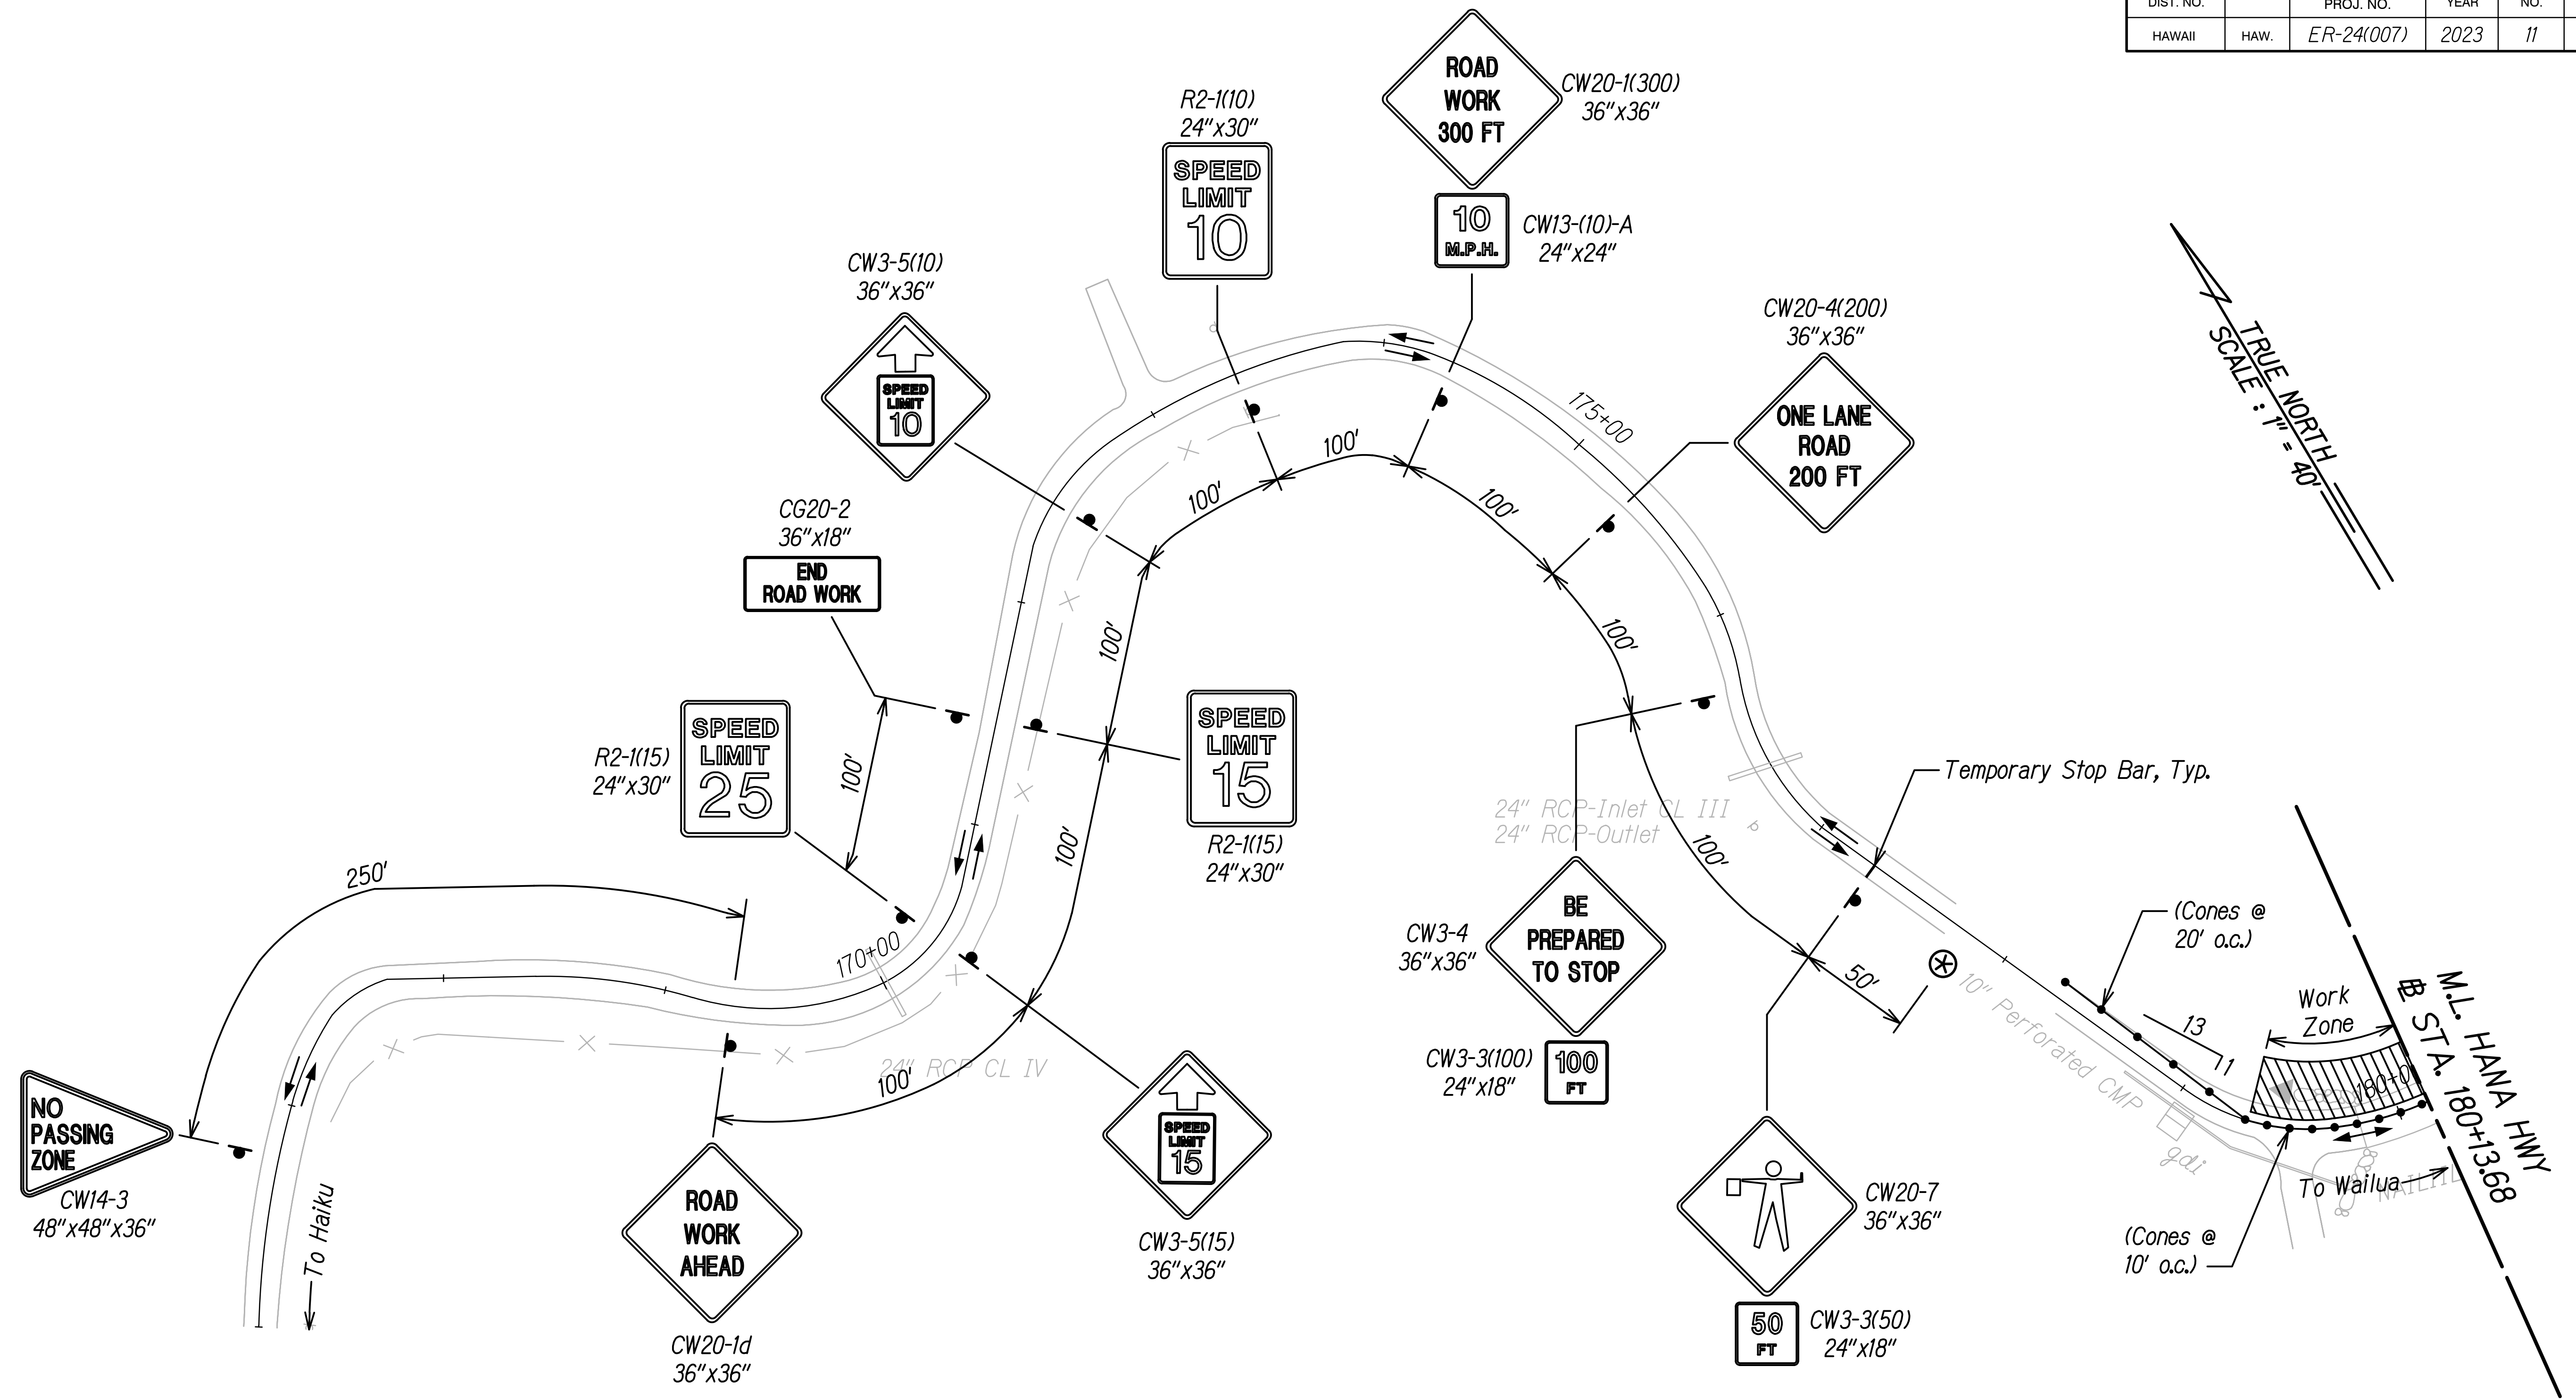 DIST. NO.
PROJ. NO.
YEAR
NO.
HAWAII
HAW.
ER-24(007)
2023
11
ROAD
WORK
300 FT
CW20-1(300)
36"x36"
10
M.P.H.
CW13-(10)-A
24"x24"
R2-1(10)
24"x30"
SPEED
LIMIT
10
CW3-5(10)
36"x36"
SPEED
LIMIT
10
CW20-4(200)
36"x36"
ONE LANE
ROAD
200 FT
TRUE NORTH
SCALE : 1" = 40'
175+00
100'
100'
100'
100'
100'
100'
100'
CG20-2
36"x18"
END
ROAD WORK
R2-1(15)
24"x30"
SPEED
LIMIT
25
100'
SPEED
LIMIT
15
R2-1(15)
24"x30"
250'
170+00
24" RCP CL IV
100'
NO
PASSING
ZONE
CW14-3
48"x48"x36"
To Haiku
ROAD
WORK
AHEAD
CW20-1d
36"x36"
SPEED
LIMIT
15
CW3-5(15)
36"x36"
24" RCP-Inlet CL III
24" RCP-Outlet
Temporary Stop Bar, Typ.
BE
PREPARED
TO STOP
CW3-4
36"x36"
100
FT
CW3-3(100)
24"x18"
50'
10" Perforated CMP
CW20-7
36"x36"
50
FT
CW3-3(50)
24"x18"
(Cones @
20' o.c.)
13
1
Work
Zone
180+0
gdi
To Wailua
(Cones @
10' o.c.)
M.L. HANA HWY
℄ STA. 180+13.68